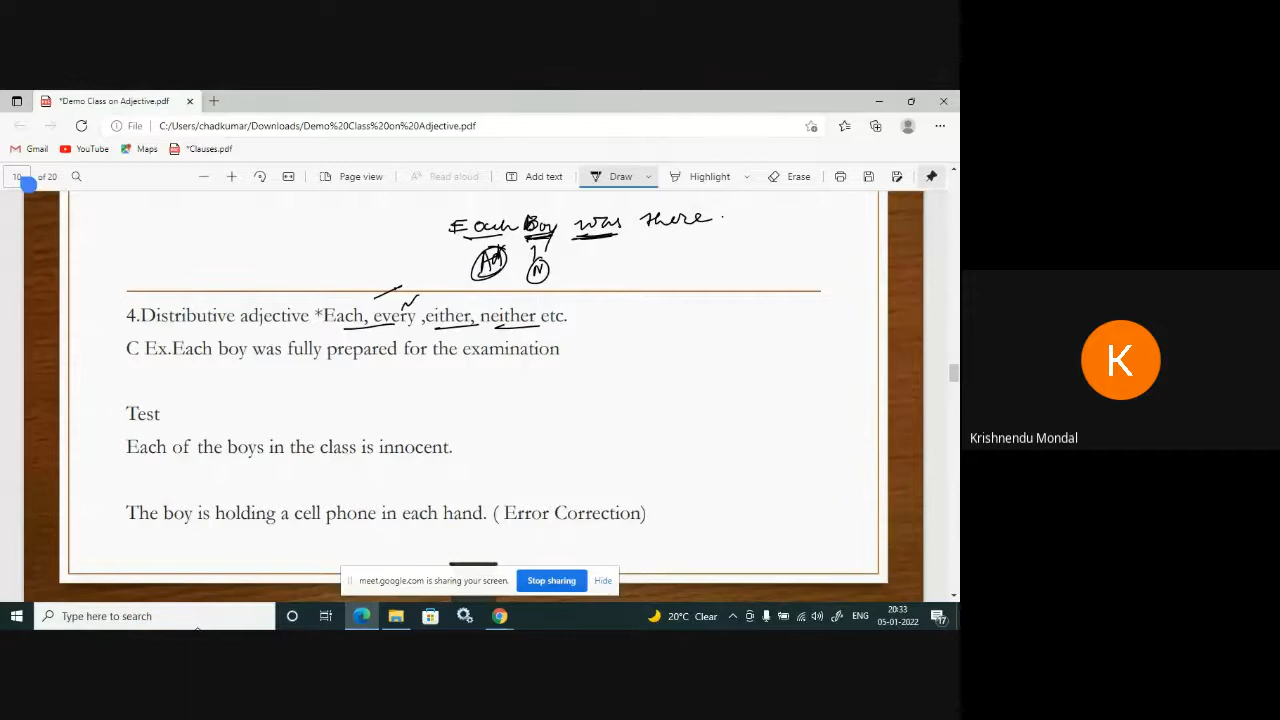 *Demo Class on Adjective.pdf
File C:/Users/chadkumar/Downloads/Demo%20Class%20on%20Adjective.pdf
Gmail YouTube Maps *Clauses.pdf
10 of 20 Page view Read aloud Add text Draw Highlight Erase
Each Boy was there.
Adj N
4.Distributive adjective *Each, every ,either, neither etc.
C Ex.Each boy was fully prepared for the examination
Test
Each of the boys in the class is innocent.
The boy is holding a cell phone in each hand. ( Error Correction)
meet.google.com is sharing your screen. Stop sharing Hide
K
Krishnendu Mondal
Type here to search 20°C Clear ENG 20:33
05-01-2022 17